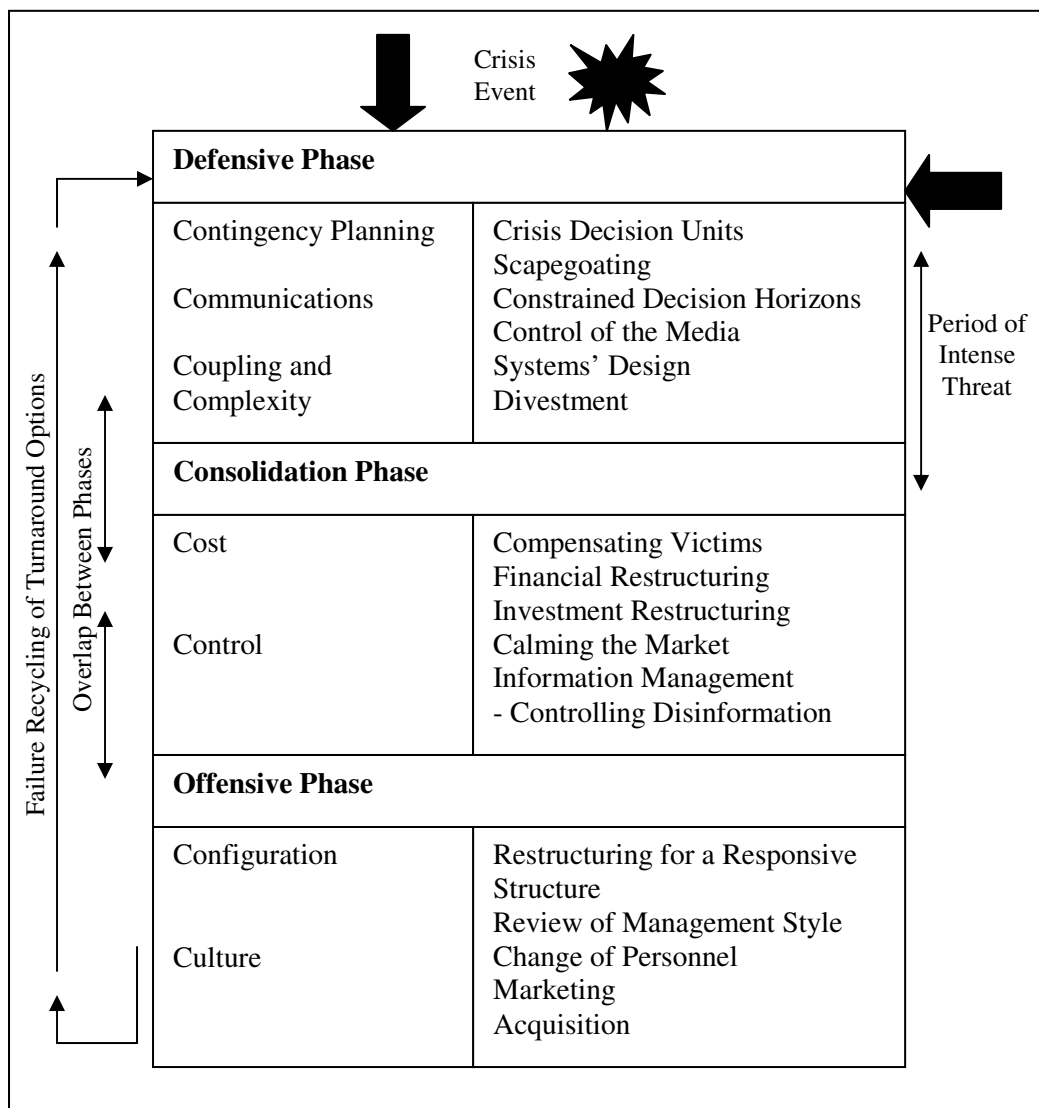 Crisis
Event
Defensive Phase
Contingency Planning
Communications
Coupling and
Complexity
Crisis Decision Units
Scapegoating
Constrained Decision Horizons
Control of the Media
Systems’ Design
Divestment
Period of
Intense
Threat
Failure Recycling of Turnaround Options
Overlap Between Phases
Consolidation Phase
Cost
Control
Compensating Victims
Financial Restructuring
Investment Restructuring
Calming the Market
Information Management
- Controlling Disinformation
Offensive Phase
Configuration
Culture
Restructuring for a Responsive
Structure
Review of Management Style
Change of Personnel
Marketing
Acquisition